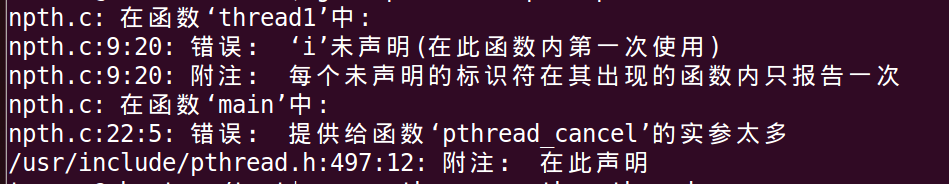 npth.c: 在函数‘thread1’中:
npth.c:9:20: 错误: ‘i’未声明(在此函数内第一次使用)
npth.c:9:20: 附注: 每个未声明的标识符在其出现的函数内只报告一次
npth.c: 在函数‘main’中:
npth.c:22:5: 错误: 提供给函数‘pthread_cancel’的实参太多
/usr/include/pthread.h:497:12: 附注: 在此声明